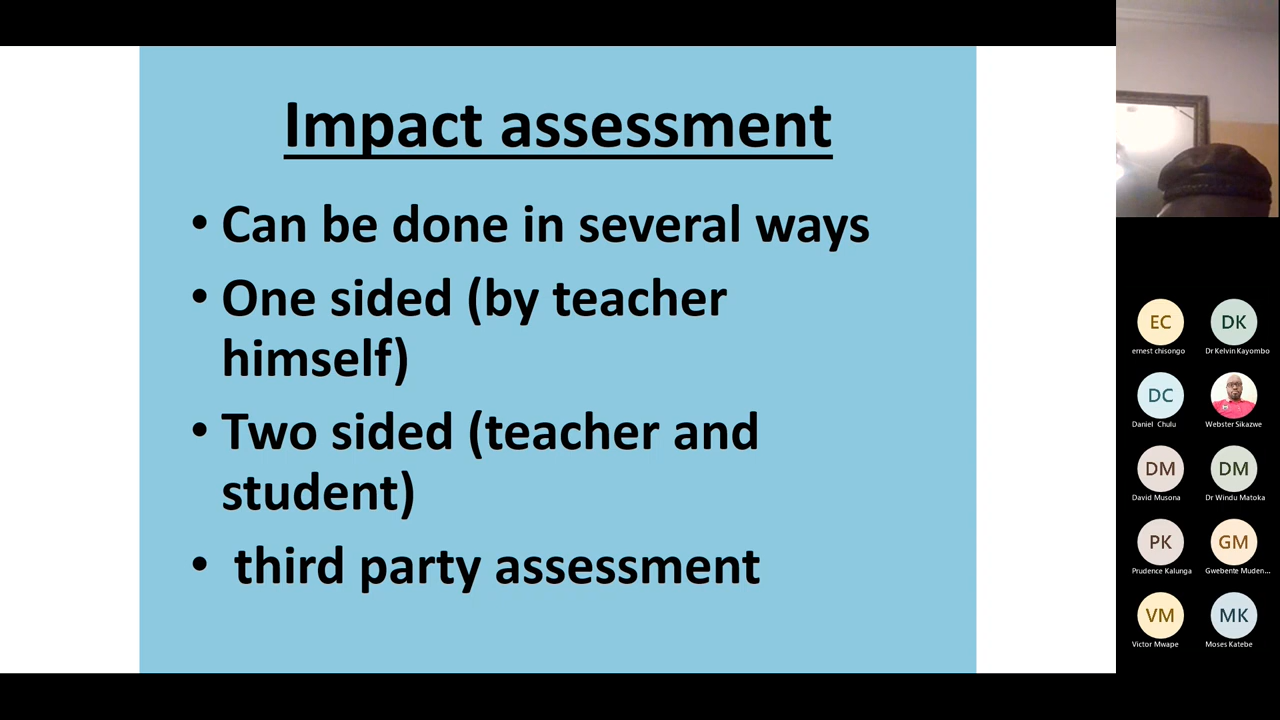 Impact assessment
• Can be done in several ways
• One sided (by teacher
himself)
• Two sided (teacher and
student)
• third party assessment
EC
DK
ernest chisongo
Dr Kelvin Kayombo
DC
Daniel Chulu
Webster Sikazwe
DM
DM
David Musona
Dr Windu Matoka
PK
GM
Prudence Kalunga
Gwebente Muden...
VM
MK
Victor Mwape
Moses Katebe